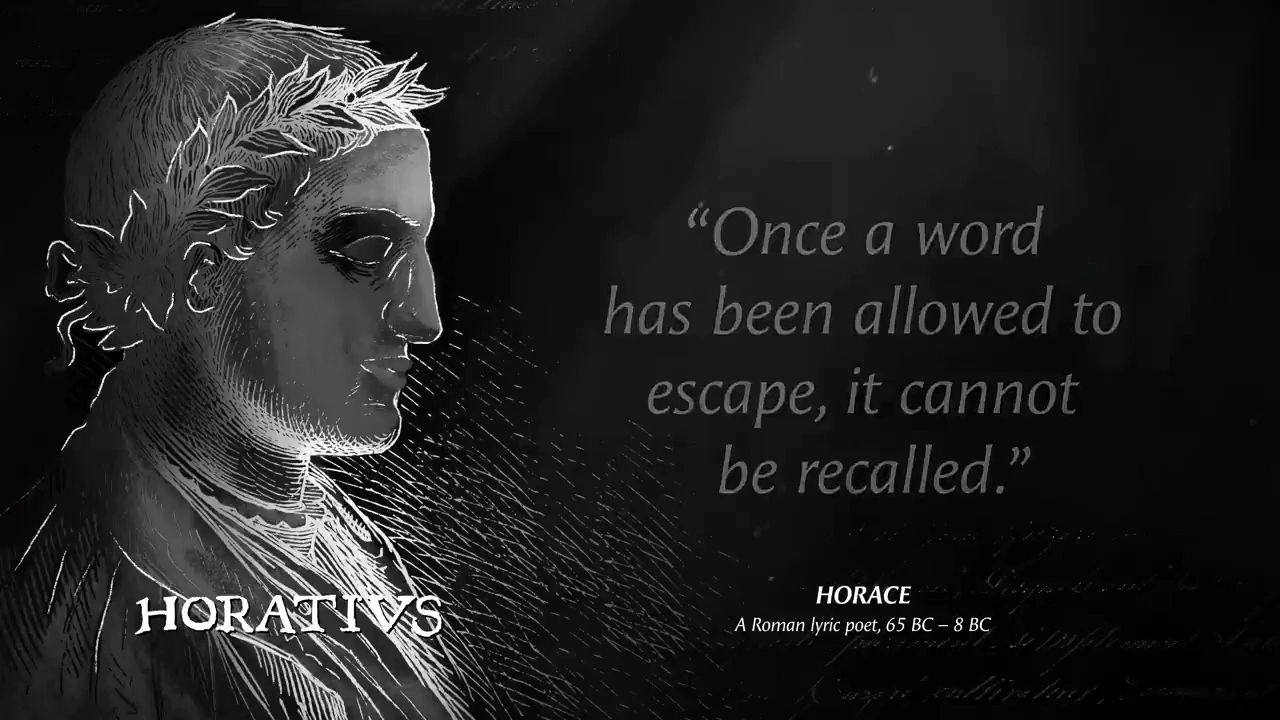 “Once a word
has been allowed to
escape, it cannot
be recalled.”
HORATIVS
HORACE
A Roman lyric poet, 65 BC – 8 BC